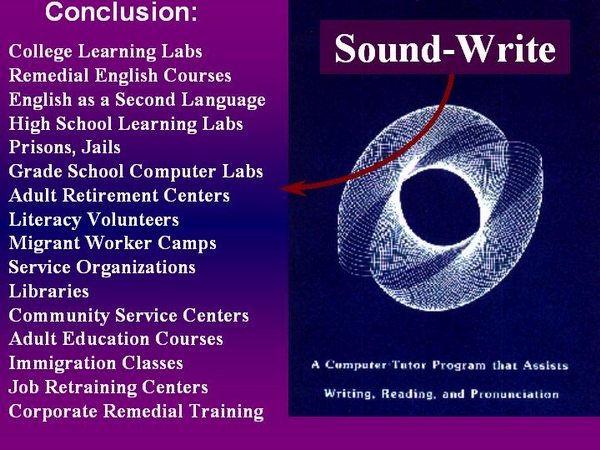 Conclusion:
College Learning Labs
Remedial English Courses
English as a Second Language
High School Learning Labs
Prisons, Jails
Grade School Computer Labs
Adult Retirement Centers
Literacy Volunteers
Migrant Worker Camps
Service Organizations
Libraries
Community Service Centers
Adult Education Courses
Immigration Classes
Job Retraining Centers
Corporate Remedial Training
Sound-Write
A Computer-Tutor Program that Assists
Writing, Reading, and Pronunciation